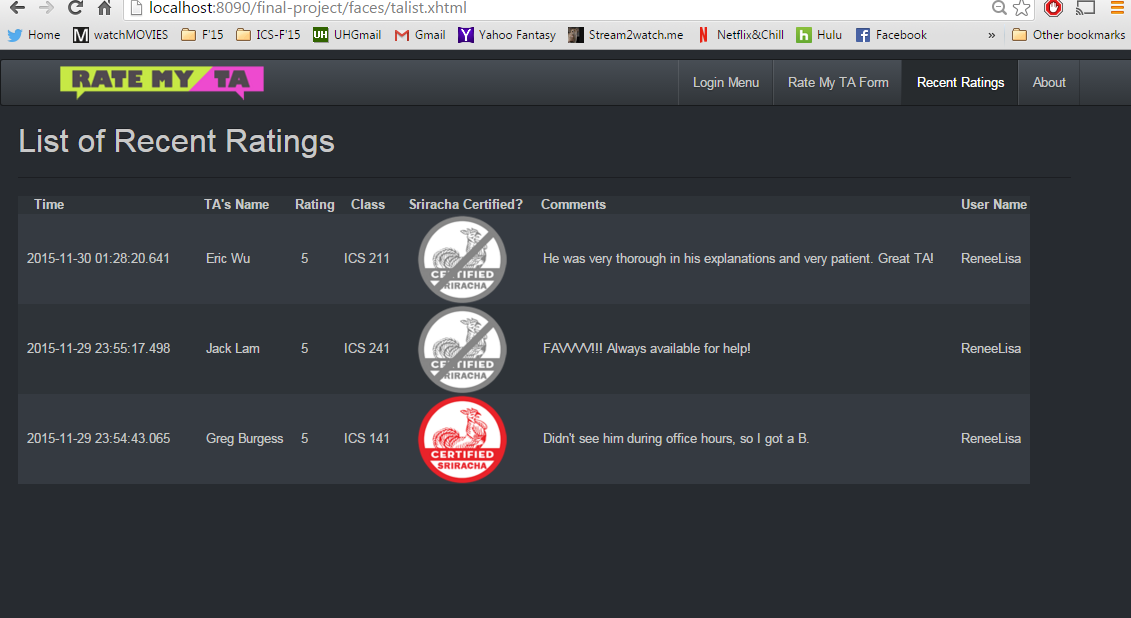 localhost:8090/final-project/faces/talist.xhtml
Home watchMOVIES F'15 ICS-F'15 UH UHGmail Gmail Yahoo Fantasy Stream2watch.me Netflix&Chill Hulu Facebook » Other bookmarks
RATE MY TA Login Menu Rate My TA Form Recent Ratings About
List of Recent Ratings
Time TA's Name Rating Class Sriracha Certified? Comments User Name
2015-11-30 01:28:20.641 Eric Wu 5 ICS 211 He was very thorough in his explanations and very patient. Great TA! ReneeLisa
CERTIFIED
SRIRACHA
2015-11-29 23:55:17.498 Jack Lam 5 ICS 241 FAVVVV!!! Always available for help! ReneeLisa
CERTIFIED
SRIRACHA
2015-11-29 23:54:43.065 Greg Burgess 5 ICS 141 Didn't see him during office hours, so I got a B. ReneeLisa
CERTIFIED
SRIRACHA